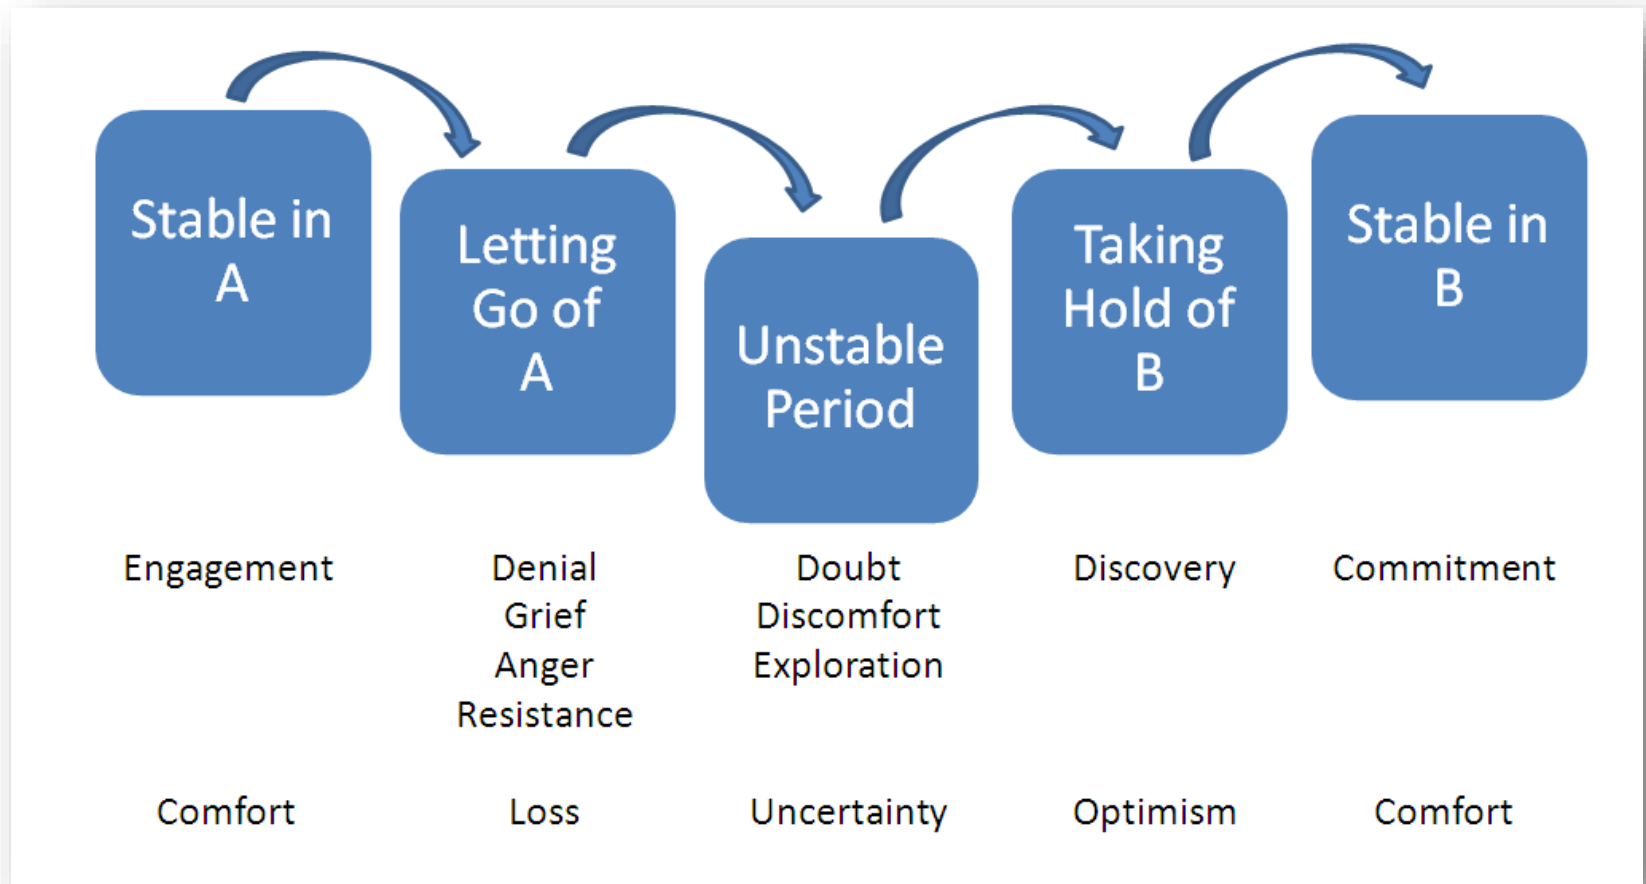 Stable in
A
Letting
Go of
A
Unstable
Period
Taking
Hold of
B
Stable in
B
Engagement
Denial
Grief
Anger
Resistance
Doubt
Discomfort
Exploration
Discovery
Commitment
Comfort
Loss
Uncertainty
Optimism
Comfort